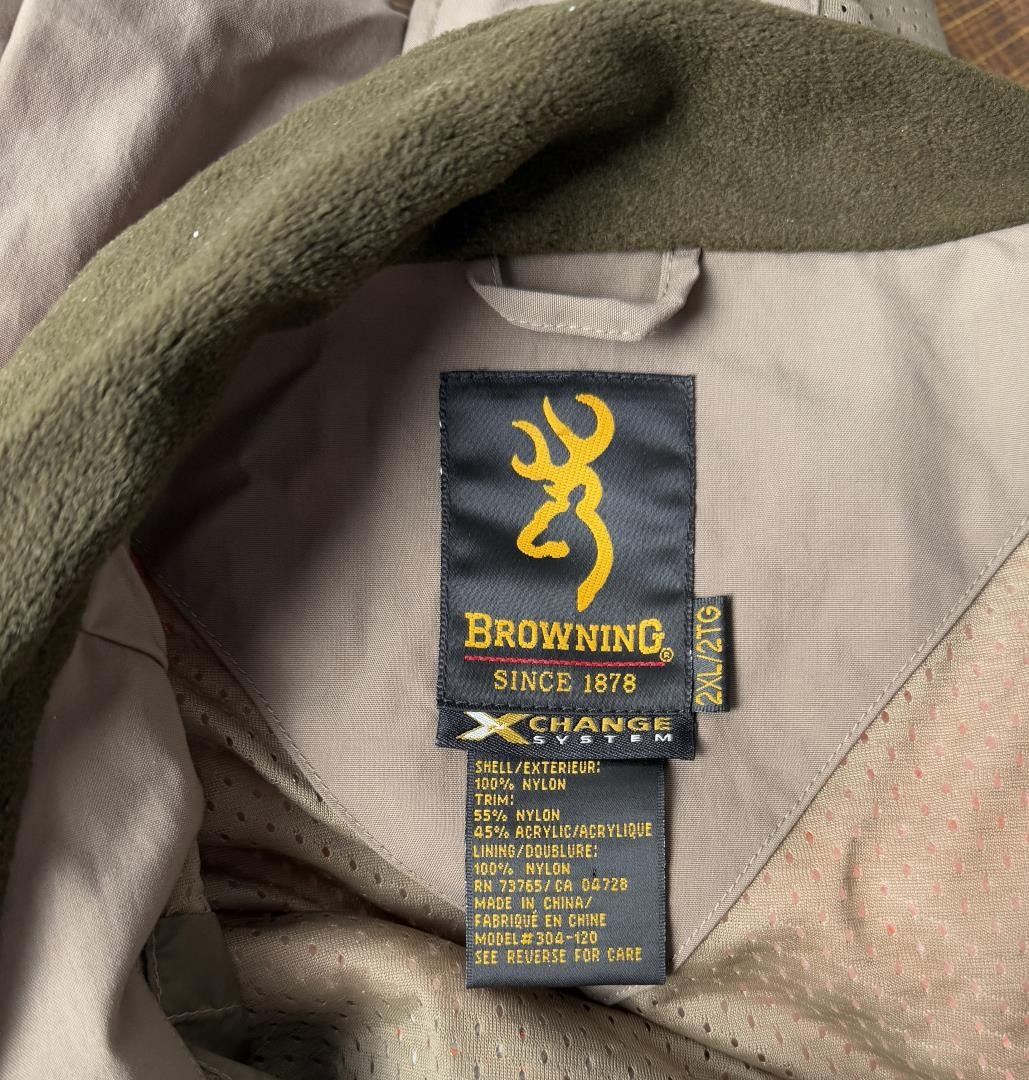 BROWNING®
SINCE 1878
2XL/2TG
XCHANGE
SYSTEM
SHELL/EXTERIEUR:
100% NYLON
TRIM:
55% NYLON
45% ACRYLIC/ACRYLIQUE
LINING/DOUBLURE:
100% NYLON
RN 73765/CA 04728
MADE IN CHINA/
FABRIQUÉ EN CHINE
MODEL#304-120
SEE REVERSE FOR CARE